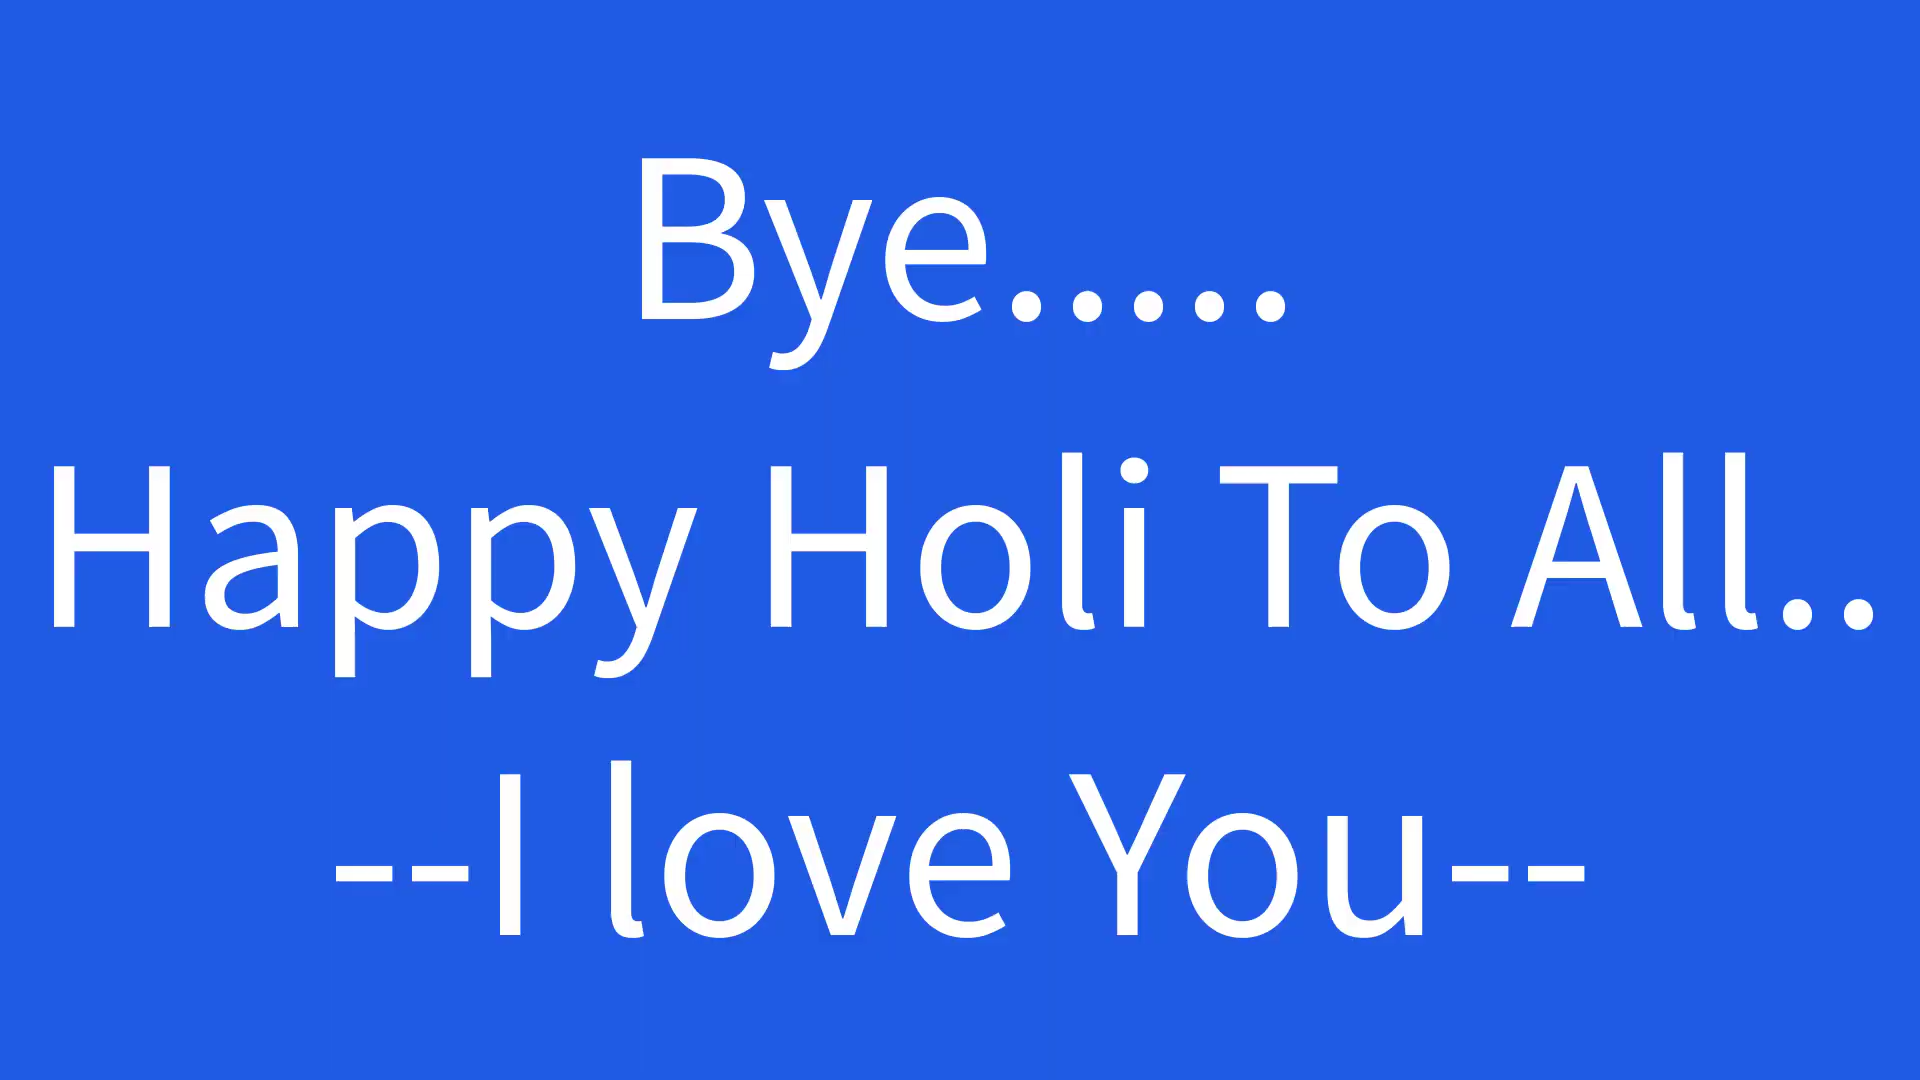 Bye.....
Happy Holi To All..
--I love You--